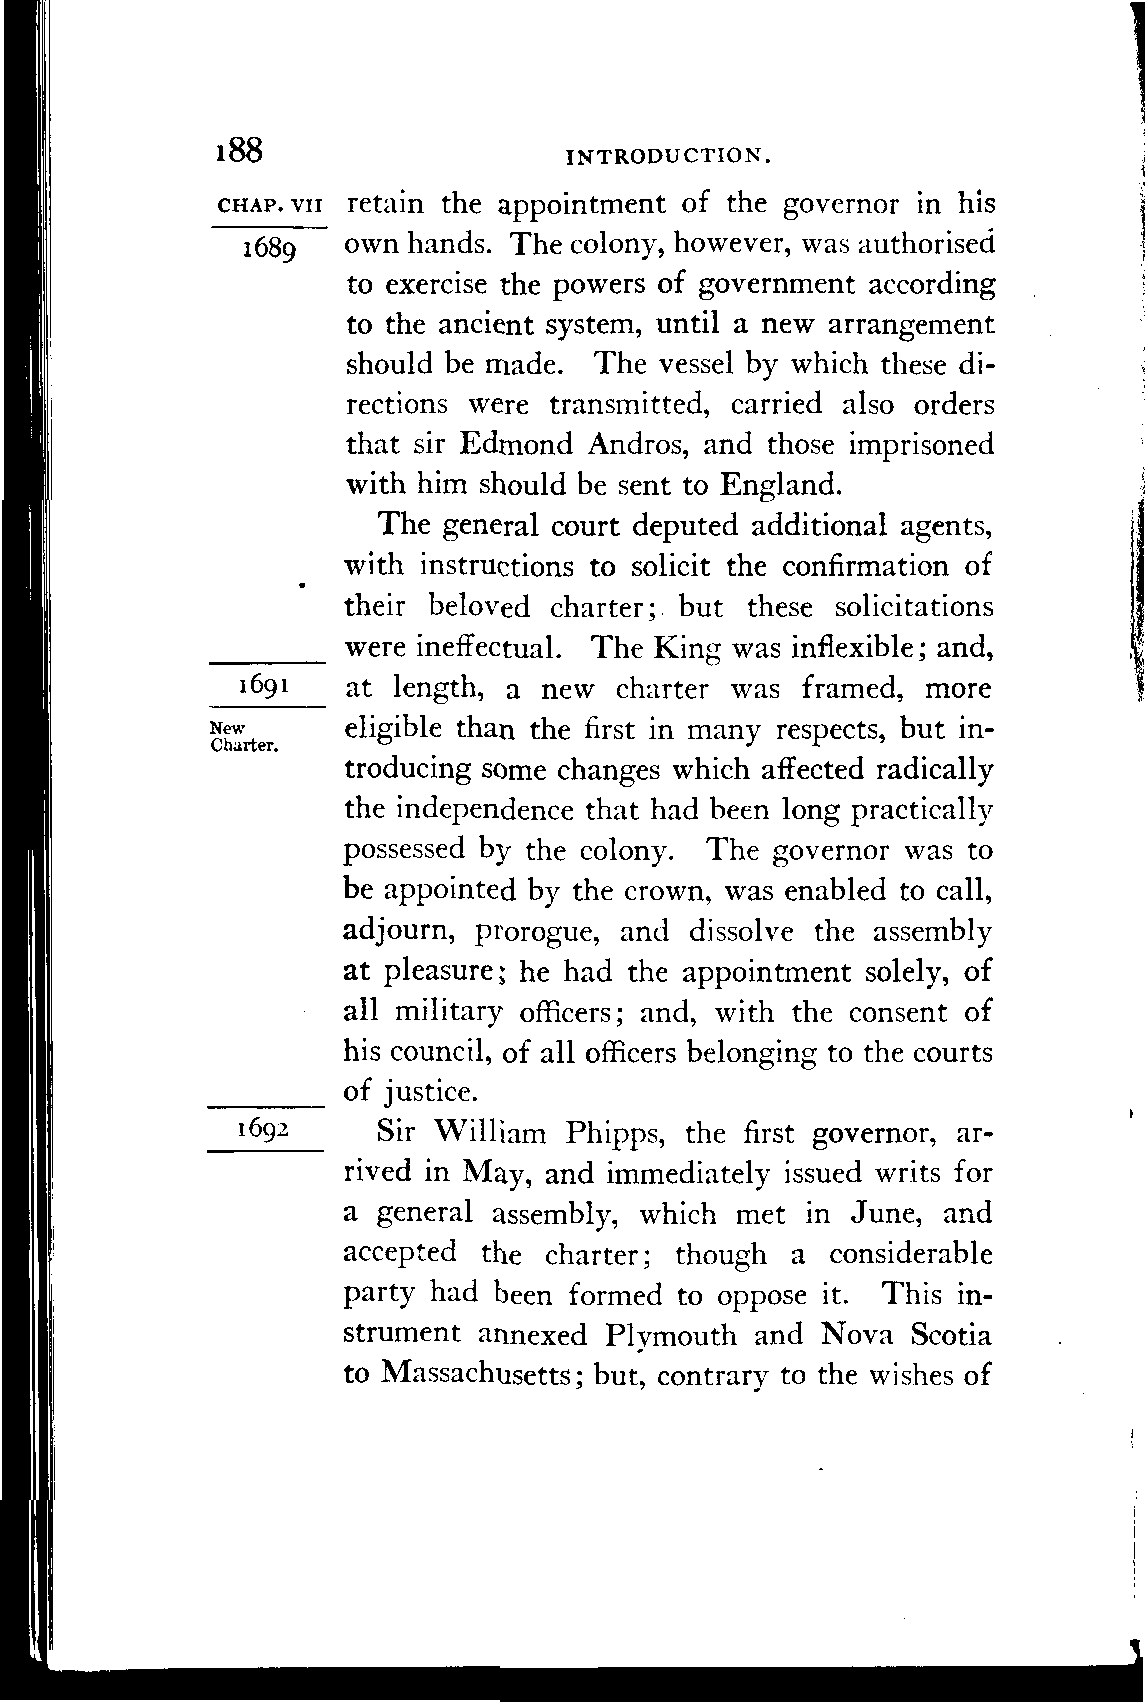 188
INTRODUCTION.
CHAP. VII
1689
retain the appointment of the governor in his
own hands. The colony, however, was authorised
to exercise the powers of government according
to the ancient system, until a new arrangement
should be made. The vessel by which these di-
rections were transmitted, carried also orders
that sir Edmond Andros, and those imprisoned
with him should be sent to England.
The general court deputed additional agents,
with instructions to solicit the confirmation of
their beloved charter; but these solicitations
were ineffectual. The King was inflexible; and,
1691
New
Charter.
at length, a new charter was framed, more
eligible than the first in many respects, but in-
troducing some changes which affected radically
the independence that had been long practically
possessed by the colony. The governor was to
be appointed by the crown, was enabled to call,
adjourn, prorogue, and dissolve the assembly
at pleasure; he had the appointment solely, of
all military officers; and, with the consent of
his council, of all officers belonging to the courts
of justice.
1692
Sir William Phipps, the first governor, ar-
rived in May, and immediately issued writs for
a general assembly, which met in June, and
accepted the charter; though a considerable
party had been formed to oppose it. This in-
strument annexed Plymouth and Nova Scotia
to Massachusetts; but, contrary to the wishes of